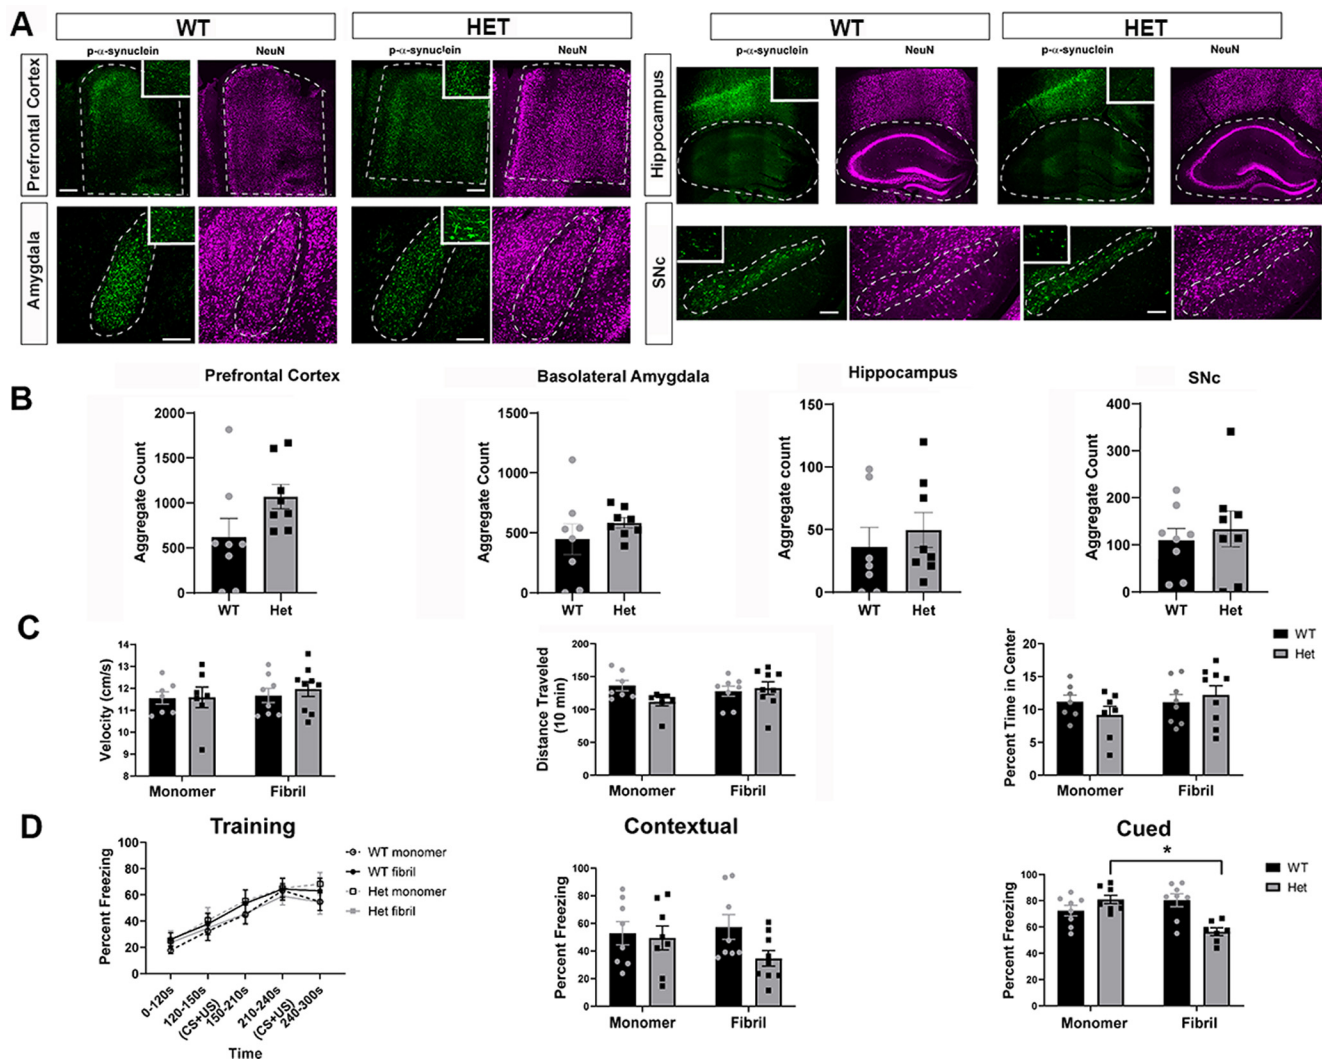 A
WT
HET
WT
HET
p-α-synuclein
NeuN
p-α-synuclein
NeuN
p-α-synuclein
NeuN
p-α-synuclein
NeuN
Prefrontal Cortex
Hippocampus
Amygdala
SNc
B
Prefrontal Cortex
Aggregate Count
2000
1500
1000
500
0
WT
Het
Basolateral Amygdala
Aggregate Count
1500
1000
500
0
WT
Het
Hippocampus
Aggregate count
150
100
50
0
WT
Het
SNc
Aggregate Count
400
300
200
100
0
WT
Het
C
Velocity (cm/s)
14
13
12
11
10
9
8
Monomer
Fibril
Distance Traveled
(10 min)
200
150
100
50
0
Monomer
Fibril
Percent Time in Center
20
15
10
5
0
Monomer
Fibril
WT
Het
D
Training
Percent Freezing
100
80
60
40
20
0
0-120s
120-150s
(CS+US)
150-210s
210-240s
(CS+US)
240-300s
Time
WT monomer
WT fibril
Het monomer
Het fibril
Contextual
Percent Freezing
100
80
60
40
20
0
Monomer
Fibril
Cued
Percent Freezing
100
80
60
40
20
0
*
Monomer
Fibril
WT
Het